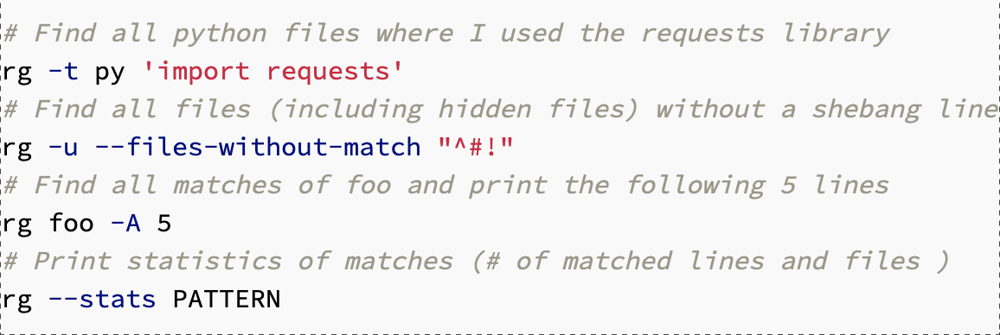 # Find all python files where I used the requests library
rg -t py 'import requests'
# Find all files (including hidden files) without a shebang line
rg -u --files-without-match "^#!"
# Find all matches of foo and print the following 5 lines
rg foo -A 5
# Print statistics of matches (# of matched lines and files )
rg --stats PATTERN